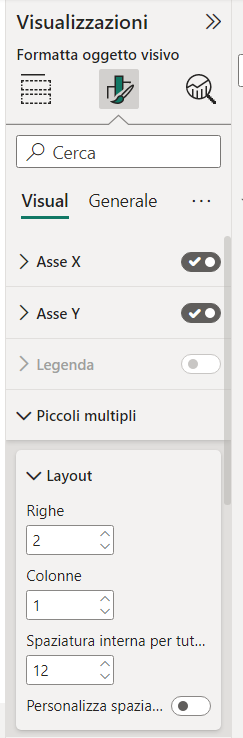 Visualizzazioni
Formatta oggetto visivo
Cerca
Visual Generale ...
Asse X
Asse Y
Legenda
Piccoli multipli
Layout
Righe
2
Colonne
1
Spaziatura interna per tut...
12
Personalizza spazia...